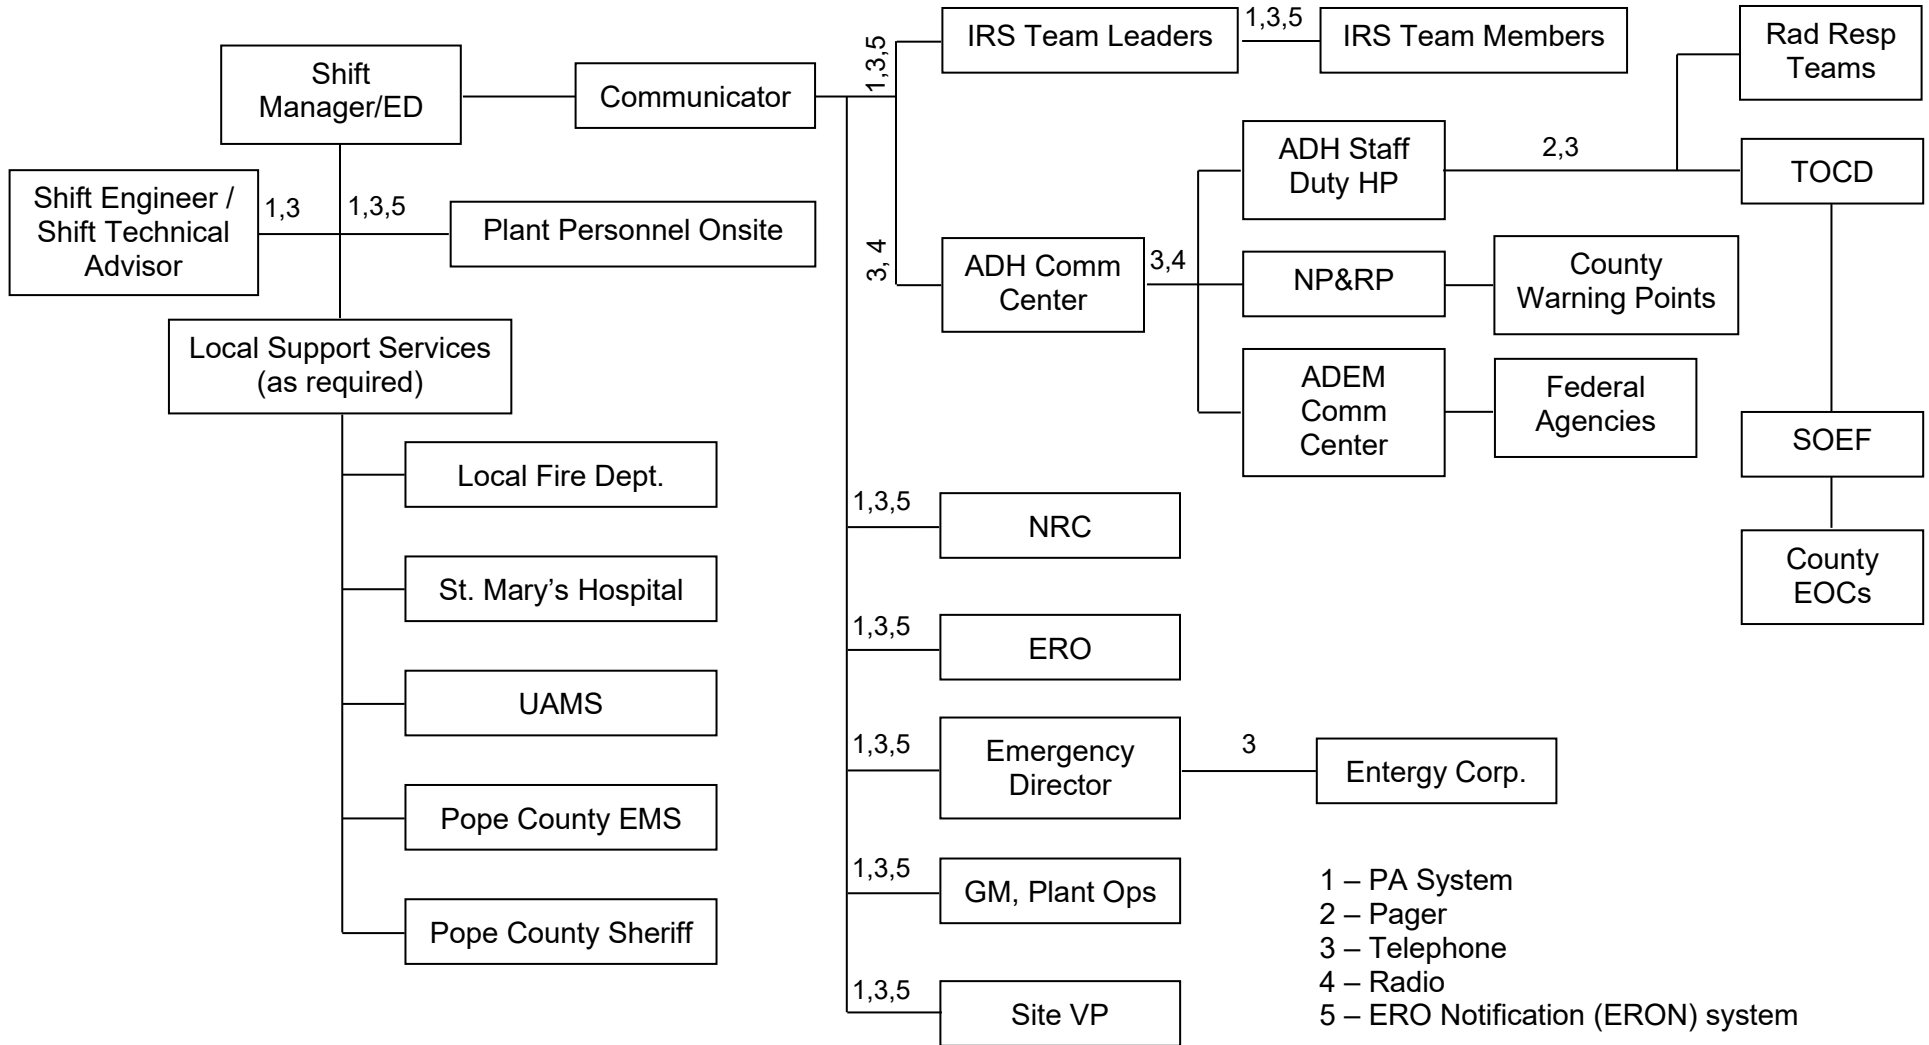 Shift
Manager/ED
Communicator
1,3,5
IRS Team Leaders
1,3,5
IRS Team Members
Rad Resp
Teams
Shift Engineer /
Shift Technical
Advisor
1,3
1,3,5
Plant Personnel Onsite
3, 4
ADH Comm
Center
3,4
ADH Staff
Duty HP
2,3
TOCD
NP&RP
County
Warning Points
ADEM
Comm
Center
Federal
Agencies
SOEF
County
EOCs
Local Support Services
(as required)
Local Fire Dept.
St. Mary’s Hospital
UAMS
Pope County EMS
Pope County Sheriff
1,3,5
NRC
1,3,5
ERO
1,3,5
Emergency
Director
3
Entergy Corp.
1,3,5
GM, Plant Ops
1,3,5
Site VP
1 – PA System
2 – Pager
3 – Telephone
4 – Radio
5 – ERO Notification (ERON) system